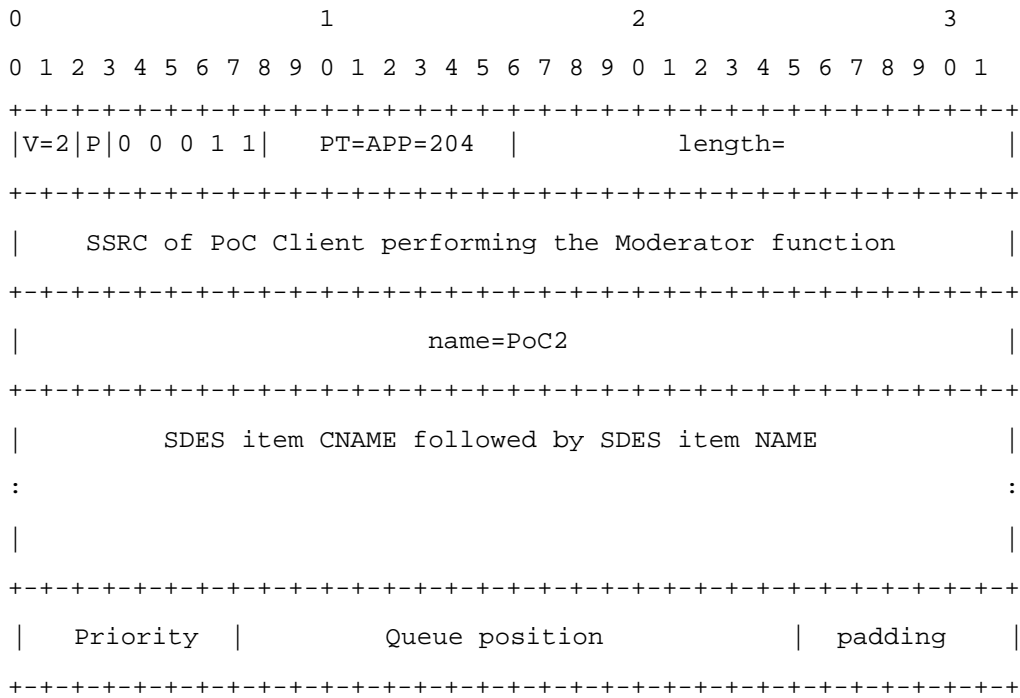 0                   1                   2                   3
0 1 2 3 4 5 6 7 8 9 0 1 2 3 4 5 6 7 8 9 0 1 2 3 4 5 6 7 8 9 0 1
+-+-+-+-+-+-+-+-+-+-+-+-+-+-+-+-+-+-+-+-+-+-+-+-+-+-+-+-+-+-+-+-+
|V=2|P|0 0 0 1 1|   PT=APP=204  |          length=              |
+-+-+-+-+-+-+-+-+-+-+-+-+-+-+-+-+-+-+-+-+-+-+-+-+-+-+-+-+-+-+-+-+
|    SSRC of PoC Client performing the Moderator function       |
+-+-+-+-+-+-+-+-+-+-+-+-+-+-+-+-+-+-+-+-+-+-+-+-+-+-+-+-+-+-+-+-+
|                          name=PoC2                            |
+-+-+-+-+-+-+-+-+-+-+-+-+-+-+-+-+-+-+-+-+-+-+-+-+-+-+-+-+-+-+-+-+
|         SDES item CNAME followed by SDES item NAME            |
:                                                               :
|                                                               |
+-+-+-+-+-+-+-+-+-+-+-+-+-+-+-+-+-+-+-+-+-+-+-+-+-+-+-+-+-+-+-+-+
|   Priority  |         Queue position            |  padding    |
+-+-+-+-+-+-+-+-+-+-+-+-+-+-+-+-+-+-+-+-+-+-+-+-+-+-+-+-+-+-+-+-+